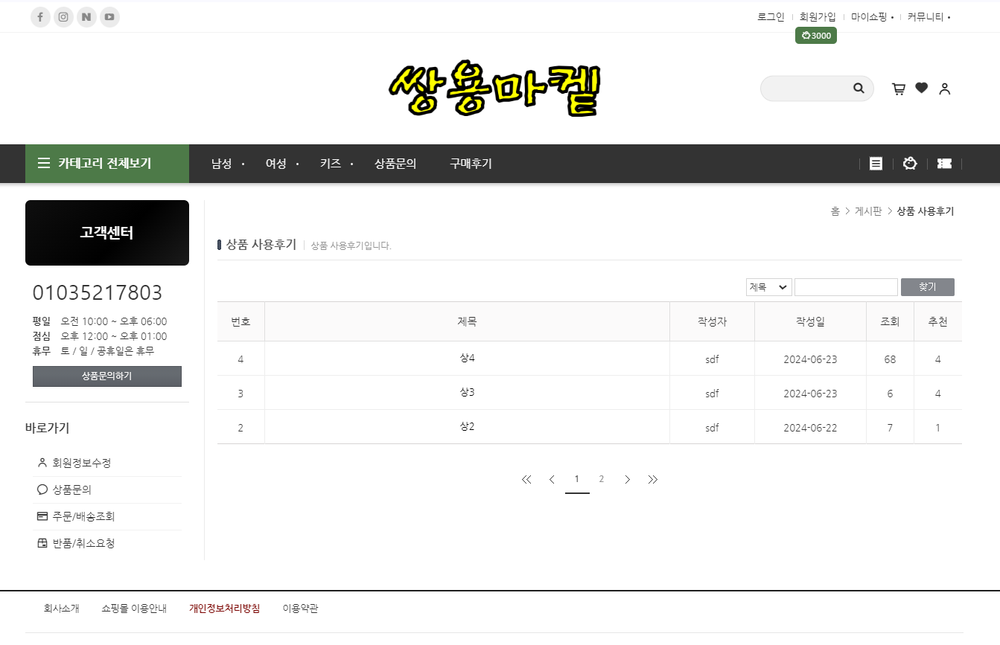 로그인 회원가입 마이쇼핑 • 커뮤니티 •
3000
쌍용마켙
카테고리 전체보기 남성 • 여성 • 키즈 • 상품문의 구매후기
고객센터
01035217803
평일 오전 10:00 ~ 오후 06:00
점심 오후 12:00 ~ 오후 01:00
휴무 토 / 일 / 공휴일은 휴무
상품문의하기
바로가기
회원정보수정
상품문의
주문/배송조회
반품/취소요청
홈 > 게시판 > 상품 사용후기
상품 사용후기 상품 사용후기입니다.
제목 찾기
번호 제목 작성자 작성일 조회 추천
4 상4 sdf 2024-06-23 68 4
3 상3 sdf 2024-06-23 6 4
2 상2 sdf 2024-06-22 7 1
1 2
회사소개 쇼핑몰 이용안내 개인정보처리방침 이용약관